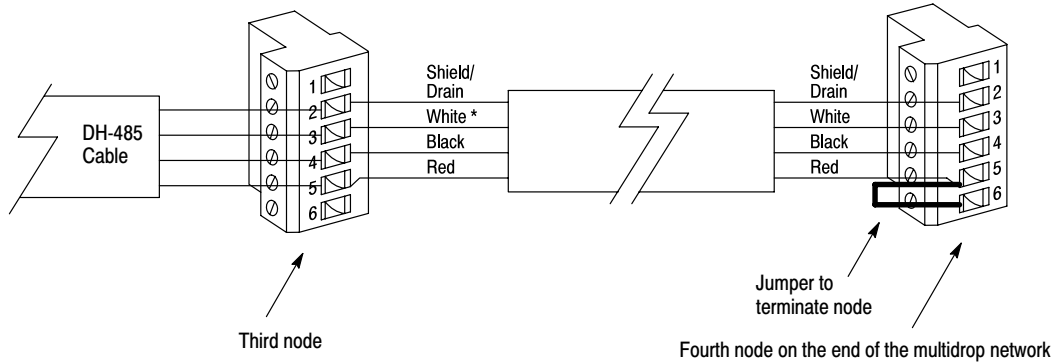 DH-485
Cable
1
2
3
4
5
6
Shield/
Drain
White *
Black
Red
Shield/
Drain
White
Black
Red
1
2
3
4
5
6
Third node
Jumper to
terminate node
Fourth node on the end of the multidrop network